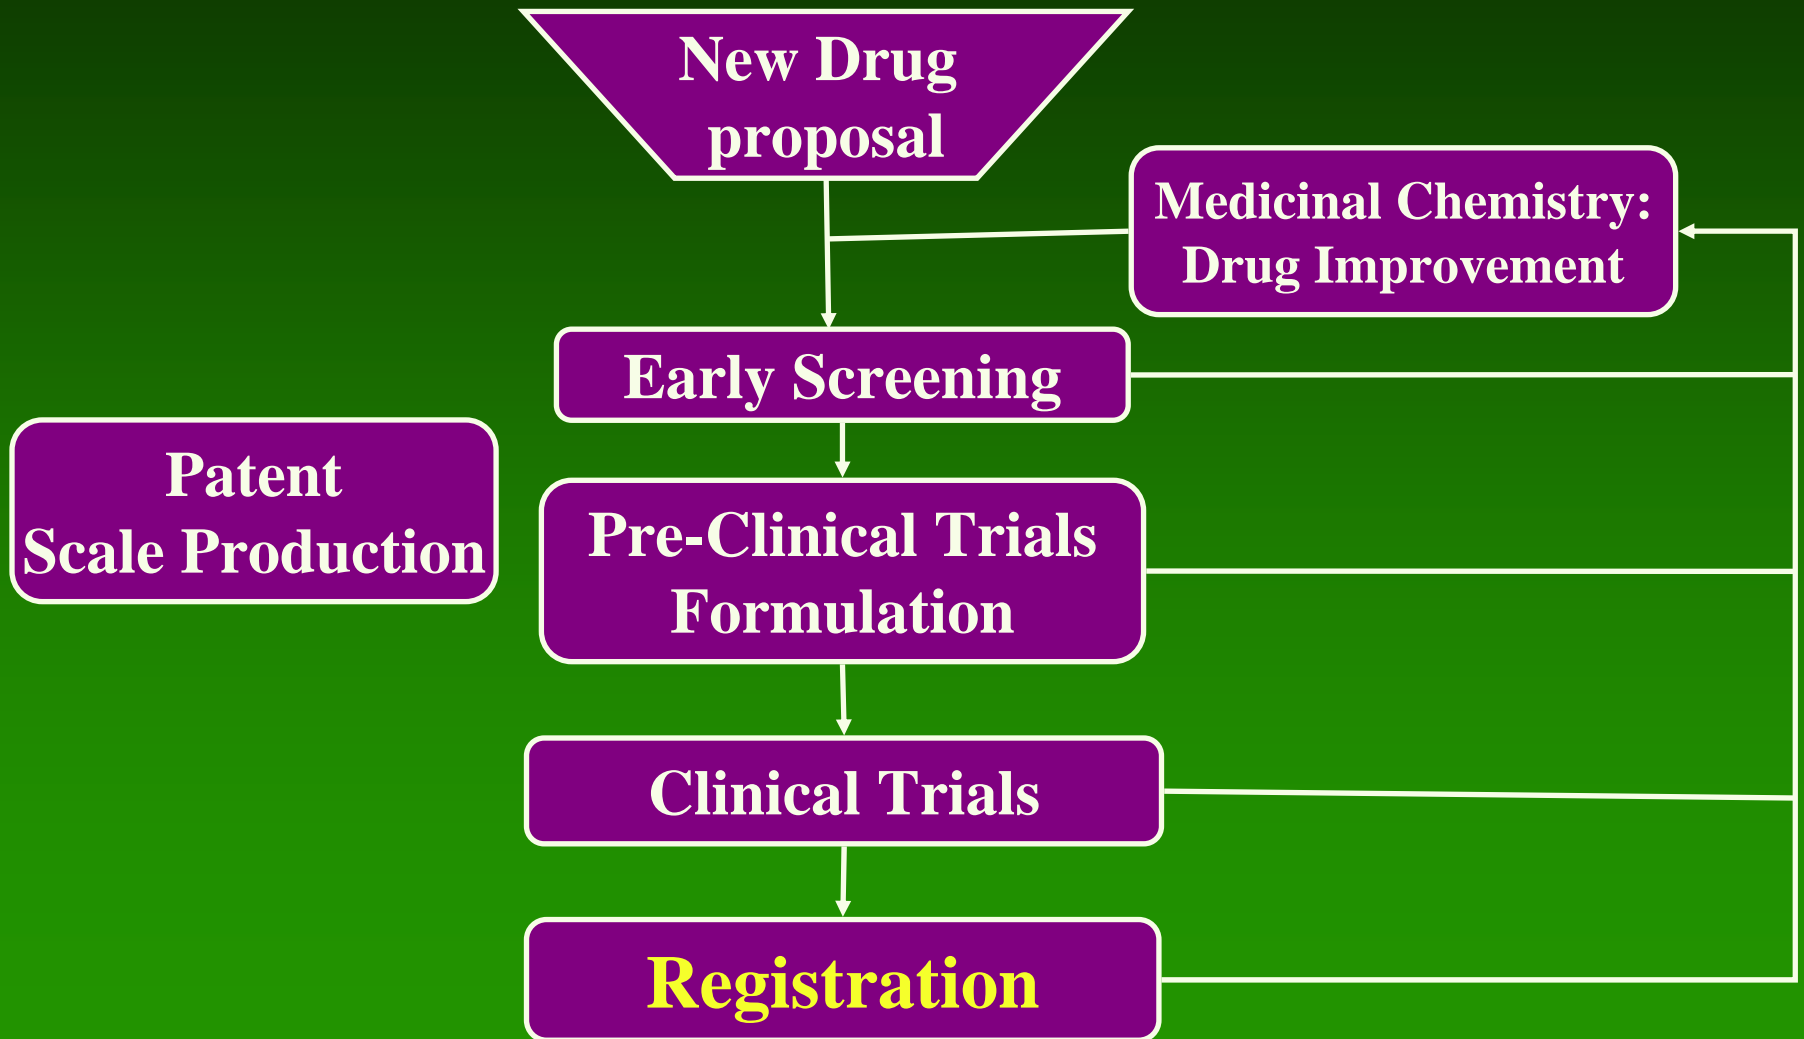 New Drug
proposal
Medicinal Chemistry:
Drug Improvement
Early Screening
Patent
Scale Production
Pre-Clinical Trials
Formulation
Clinical Trials
Registration